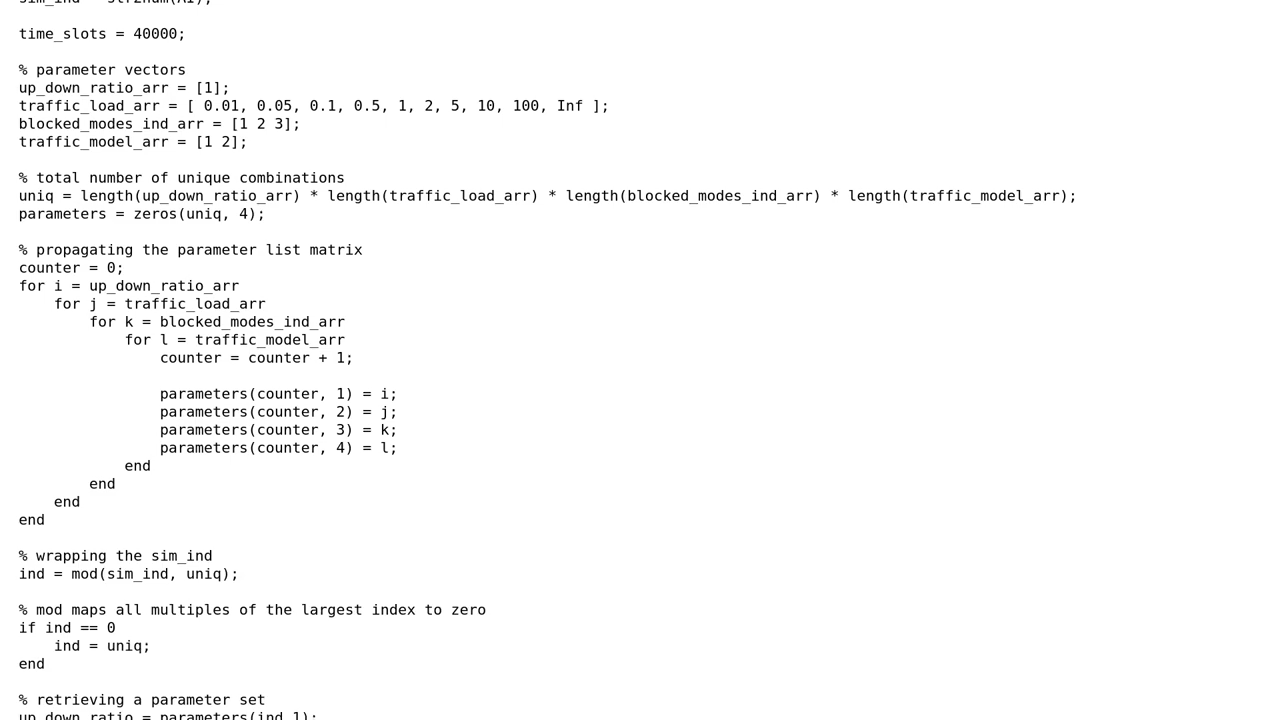 time_slots = 40000;
% parameter vectors
up_down_ratio_arr = [1];
traffic_load_arr = [ 0.01, 0.05, 0.1, 0.5, 1, 2, 5, 10, 100, Inf ];
blocked_modes_ind_arr = [1 2 3];
traffic_model_arr = [1 2];
% total number of unique combinations
uniq = length(up_down_ratio_arr) * length(traffic_load_arr) * length(blocked_modes_ind_arr) * length(traffic_model_arr);
parameters = zeros(uniq, 4);
% propagating the parameter list matrix
counter = 0;
for i = up_down_ratio_arr
    for j = traffic_load_arr
        for k = blocked_modes_ind_arr
            for l = traffic_model_arr
                counter = counter + 1;
                parameters(counter, 1) = i;
                parameters(counter, 2) = j;
                parameters(counter, 3) = k;
                parameters(counter, 4) = l;
            end
        end
    end
end
% wrapping the sim_ind
ind = mod(sim_ind, uniq);
% mod maps all multiples of the largest index to zero
if ind == 0
    ind = uniq;
end
% retrieving a parameter set
up_down_ratio = parameters(ind,1);